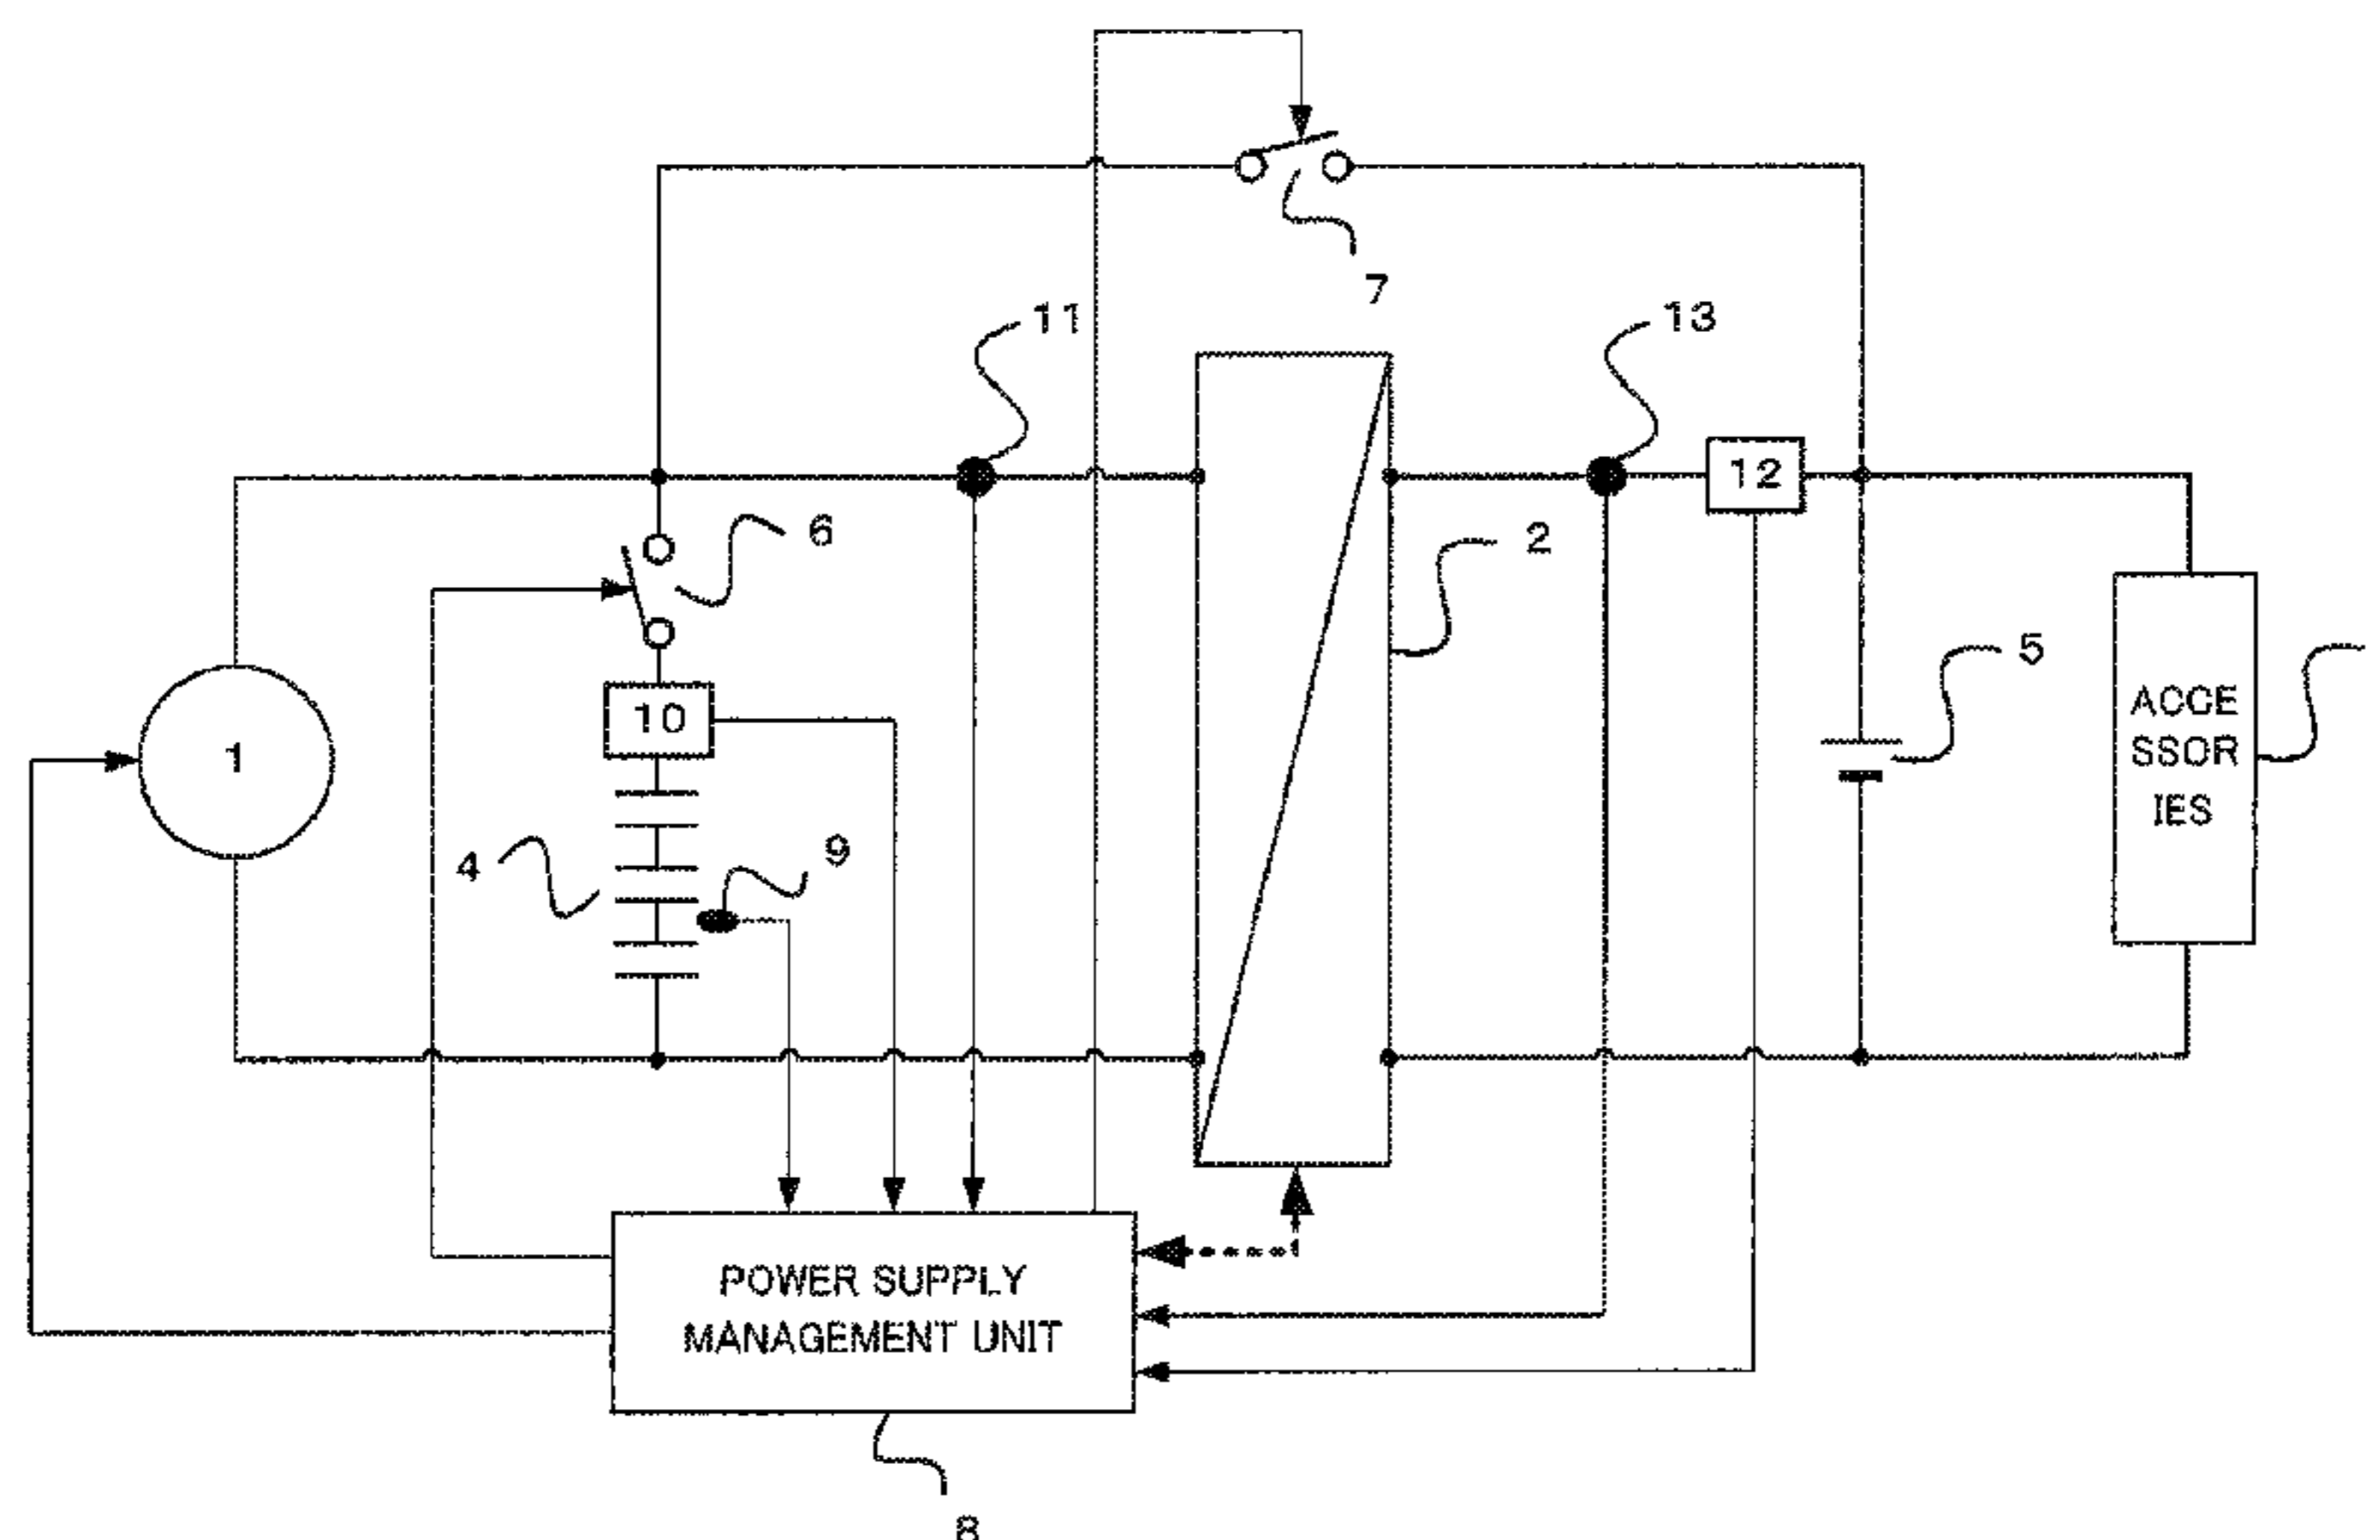 7
11
13
12
6
2
10
1
5
ACCE
SSOR
IES
4
9
POWER SUPPLY
MANAGEMENT UNIT
8